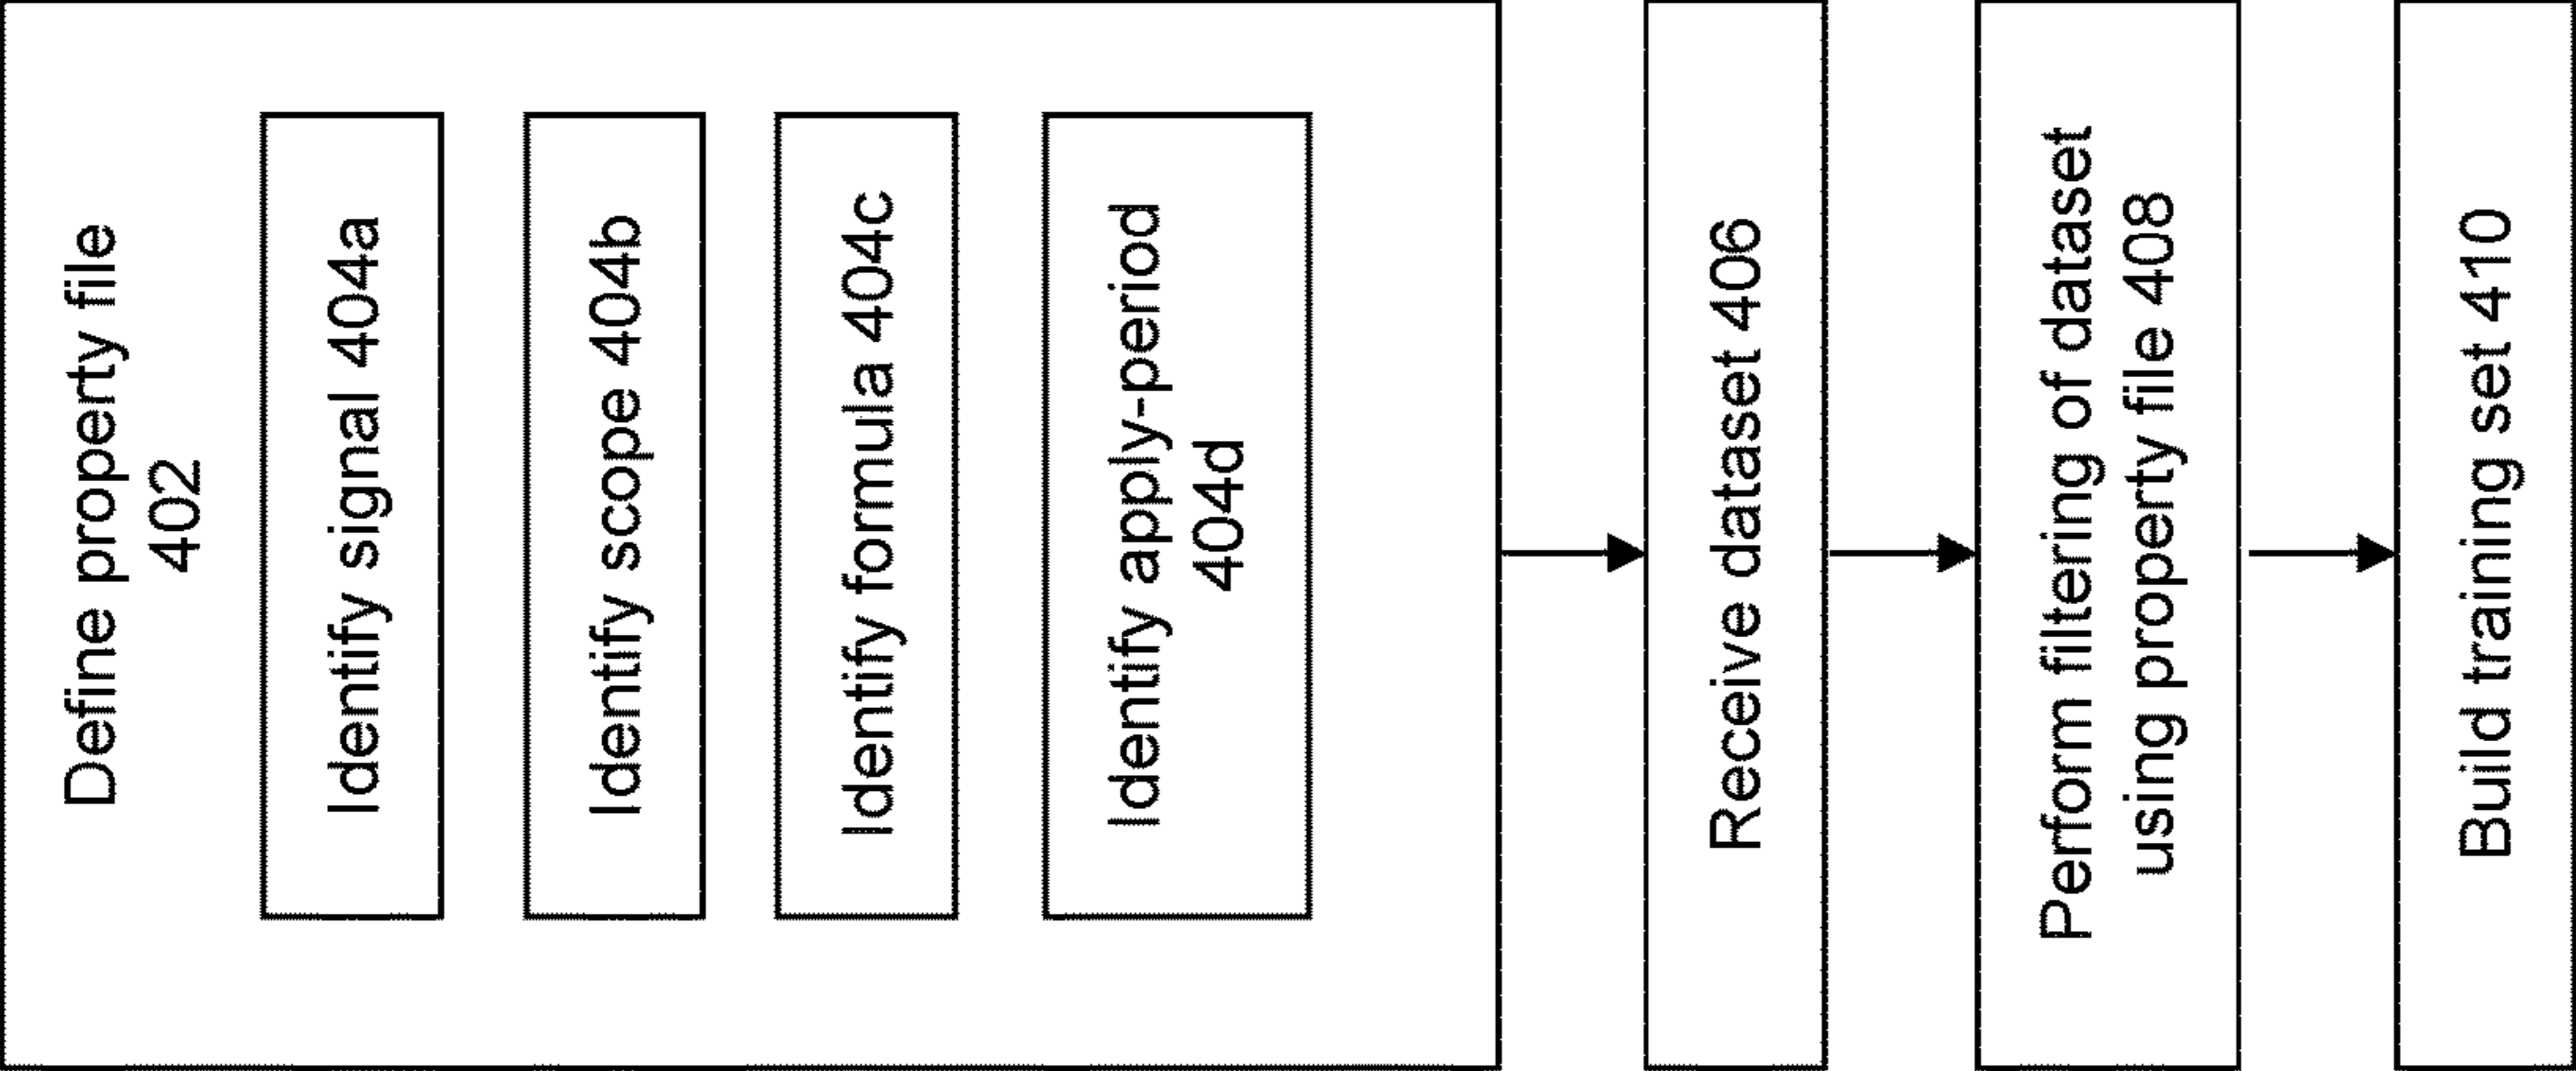 Define property file
402
Identify signal 404a
Identify scope 404b
Identify formula 404c
Identify apply-period
404d
Receive dataset 406
Perform filtering of dataset
using property file 408
Build training set 410